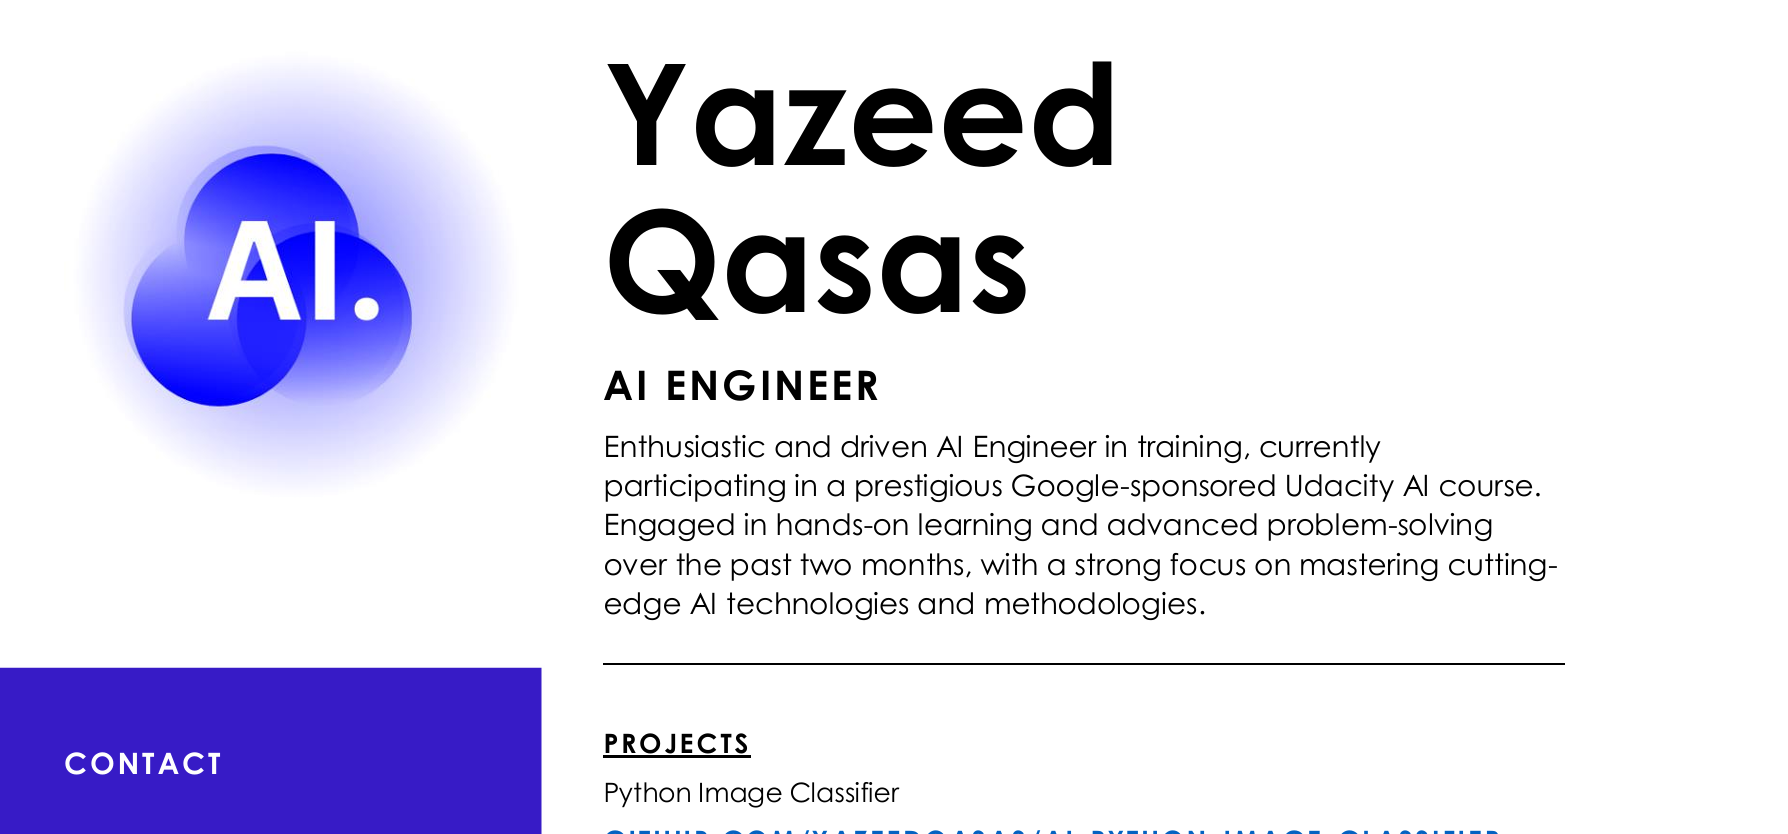 AI.
Yazeed
Qasas
AI ENGINEER
Enthusiastic and driven AI Engineer in training, currently
participating in a prestigious Google-sponsored Udacity AI course.
Engaged in hands-on learning and advanced problem-solving
over the past two months, with a strong focus on mastering cutting-
edge AI technologies and methodologies.
CONTACT
PROJECTS
Python Image Classifier